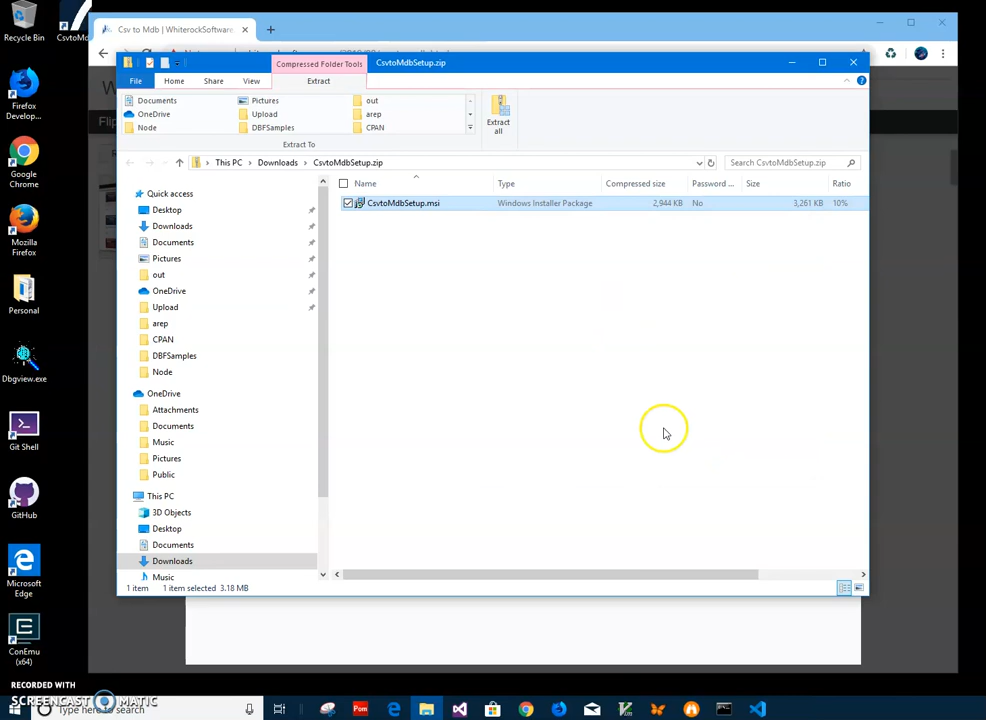 Recycle Bin
CsvtoMd
Csv to Mdb | WhiterockSoftware
Compressed Folder Tools
CsvtoMdbSetup.zip
File Home Share View Extract
Documents Pictures out
OneDrive Upload arep
Node DBFSamples CPAN
Extract all
Extract To
This PC > Downloads > CsvtoMdbSetup.zip
Search CsvtoMdbSetup.zip
Name Type Compressed size Password ... Size Ratio
CsvtoMdbSetup.msi Windows Installer Package 2,944 KB No 3,261 KB 10%
Quick access
Desktop
Downloads
Documents
Pictures
out
OneDrive
Upload
arep
CPAN
DBFSamples
Node
OneDrive
Attachments
Documents
Music
Pictures
Public
This PC
3D Objects
Desktop
Documents
Downloads
Music
1 item 1 item selected 3.18 MB
Firefox
Develop...
Google
Chrome
Mozilla
Firefox
Personal
Dbgview.exe
Git Shell
GitHub
Microsoft
Edge
ConEmu
(x64)
RECORDED WITH
SCREENCAST MATIC
Type here to search
Pom